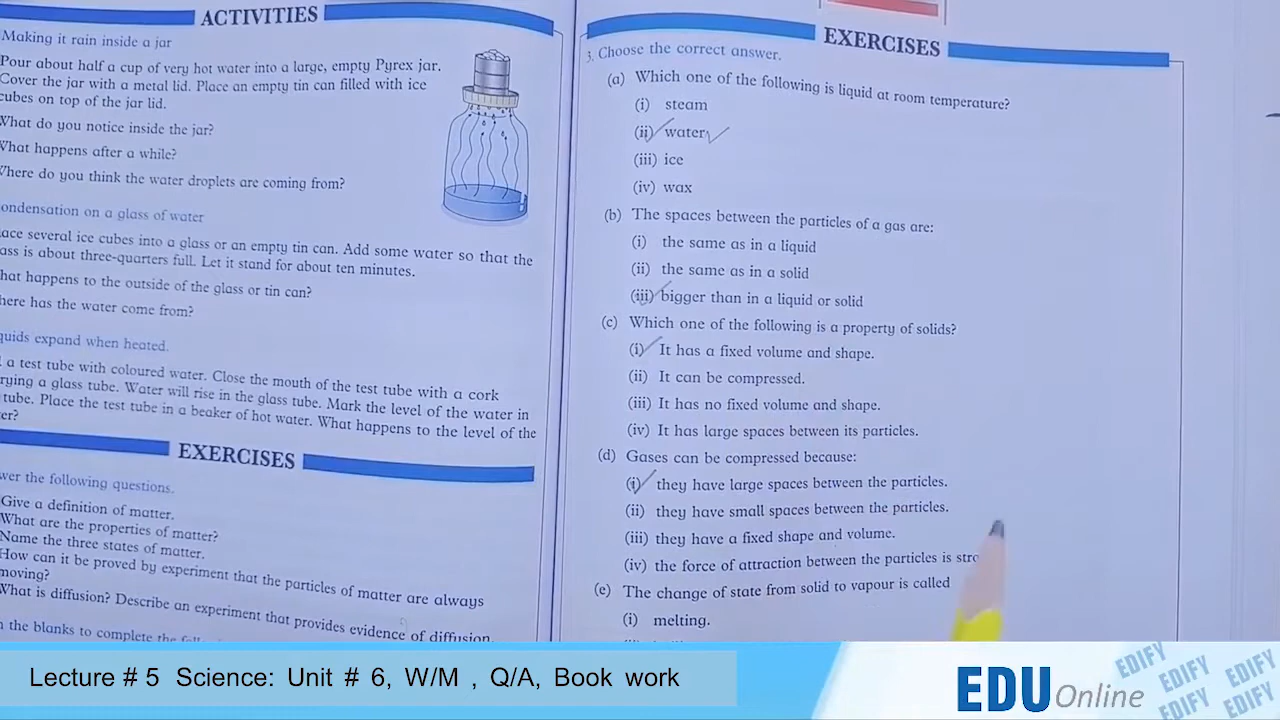 ACTIVITIES
Making it rain inside a jar
Pour about half a cup of very hot water into a large, empty Pyrex jar.
Cover the jar with a metal lid. Place an empty tin can filled with ice
cubes on top of the jar lid.
What do you notice inside the jar?
What happens after a while?
Where do you think the water droplets are coming from?
ondensation on a glass of water
ace several ice cubes into a glass or an empty tin can. Add some water so that the
ass is about three-quarters full. Let it stand for about ten minutes.
hat happens to the outside of the glass or tin can?
here has the water come from?
quids expand when heated.
a test tube with coloured water. Close the mouth of the test tube with a cork
rying a glass tube. Water will rise in the glass tube. Mark the level of the water in
tube. Place the test tube in a beaker of hot water. What happens to the level of the
er?
EXERCISES
wer the following questions.
Give a definition of matter.
What are the properties of matter?
Name the three states of matter.
How can it be proved by experiment that the particles of matter are always
moving?
What is diffusion? Describe an experiment that provides evidence of diffusion.
the blanks to complete the
EXERCISES
3. Choose the correct answer.
(a) Which one of the following is liquid at room temperature?
(i) steam
(ii) water
(iii) ice
(iv) wax
(b) The spaces between the particles of a gas are:
(i) the same as in a liquid
(ii) the same as in a solid
(iii) bigger than in a liquid or solid
(c) Which one of the following is a property of solids?
(i) It has a fixed volume and shape.
(ii) It can be compressed.
(iii) It has no fixed volume and shape.
(iv) It has large spaces between its particles.
(d) Gases can be compressed because:
(i) they have large spaces between the particles.
(ii) they have small spaces between the particles.
(iii) they have a fixed shape and volume.
(iv) the force of attraction between the particles is stro
(e) The change of state from solid to vapour is called
(i) melting.
Lecture # 5 Science: Unit # 6, W/M , Q/A, Book work
EDU Online
EDIFY EDIFY EDIFY
EDIFY EDIFY EDIFY